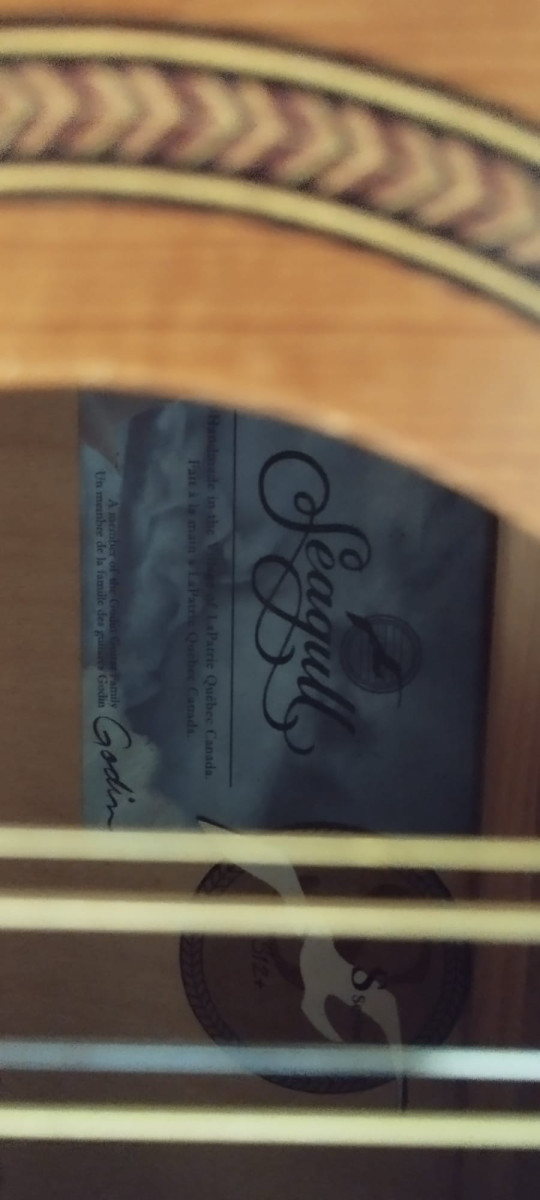 Seagull
Handmade in the Village of LaPatrie Québec Canada.
Fait à la main à LaPatrie Québec Canada.
A member of the Godin Guitar Family
Un membre de la famille des guitares Godin
Godin
S